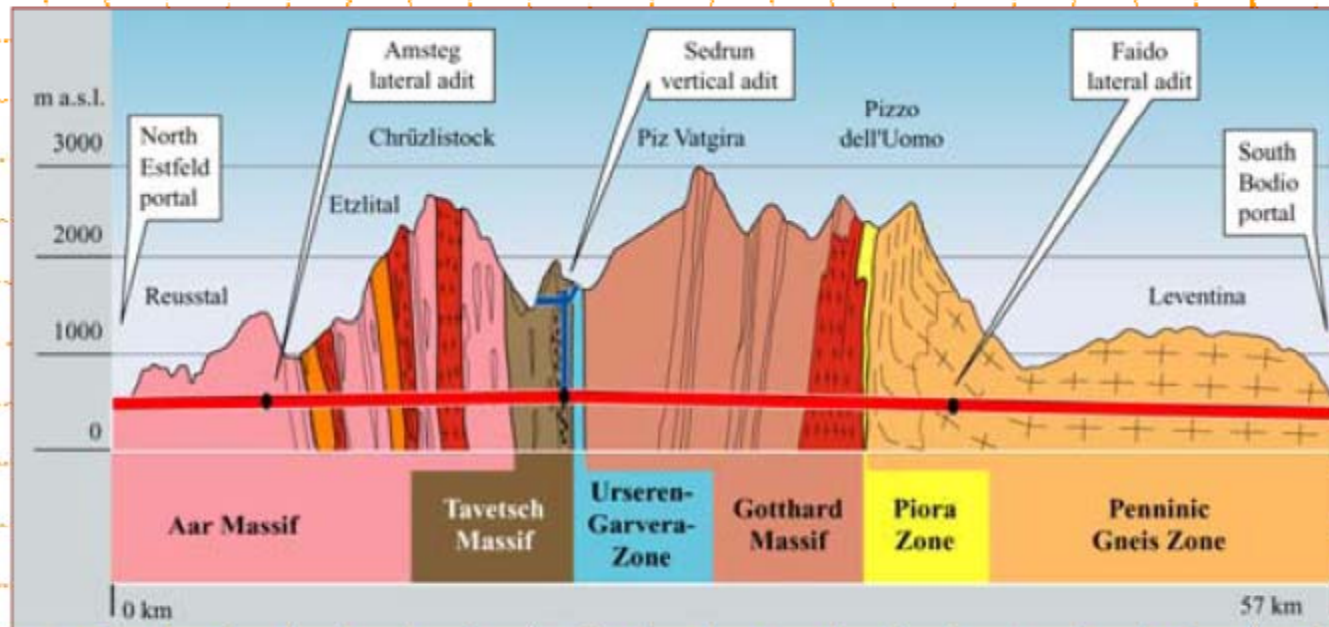 Amsteg
lateral adit
Sedrun
vertical adit
Faido
lateral adit
m a.s.l.
3000
2000
1000
0
North
Estfeld
portal
Chrüzlistock
Piz Vatgira
Pizzo
dell'Uomo
South
Bodio
portal
Etzlital
Reusstal
Leventina
Aar Massif
Tavetsch
Massif
Urseren-
Garvera-
Zone
Gotthard
Massif
Piora
Zone
Penninic
Gneis Zone
0 km
57 km